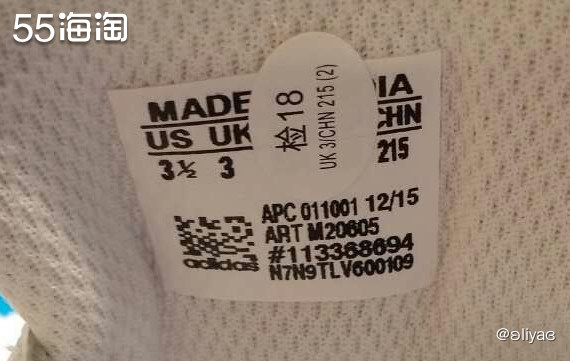 55海淘
MADE
IA
US UK
CHN
3½ 3
215
检18
UK 3/CHN 215 (2)
APC 011001 12/15
ART M20605
#113368694
N7N9TLV600109
adidas
@ʚliyaɞ